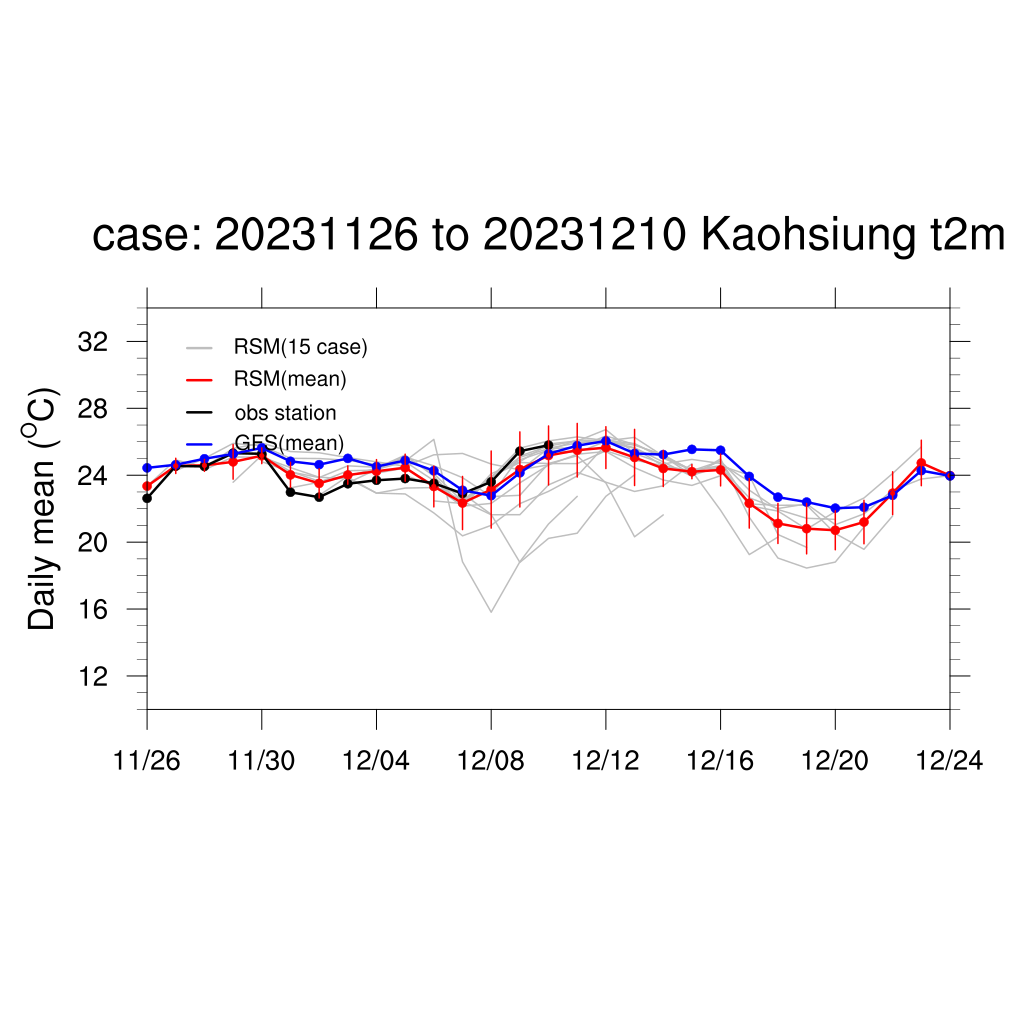 case: 20231126 to 20231210 Kaohsiung t2m
Daily mean (°C)
32
28
24
20
16
12
RSM(15 case)
RSM(mean)
obs station
GFS(mean)
11/26 11/30 12/04 12/08 12/12 12/16 12/20 12/24